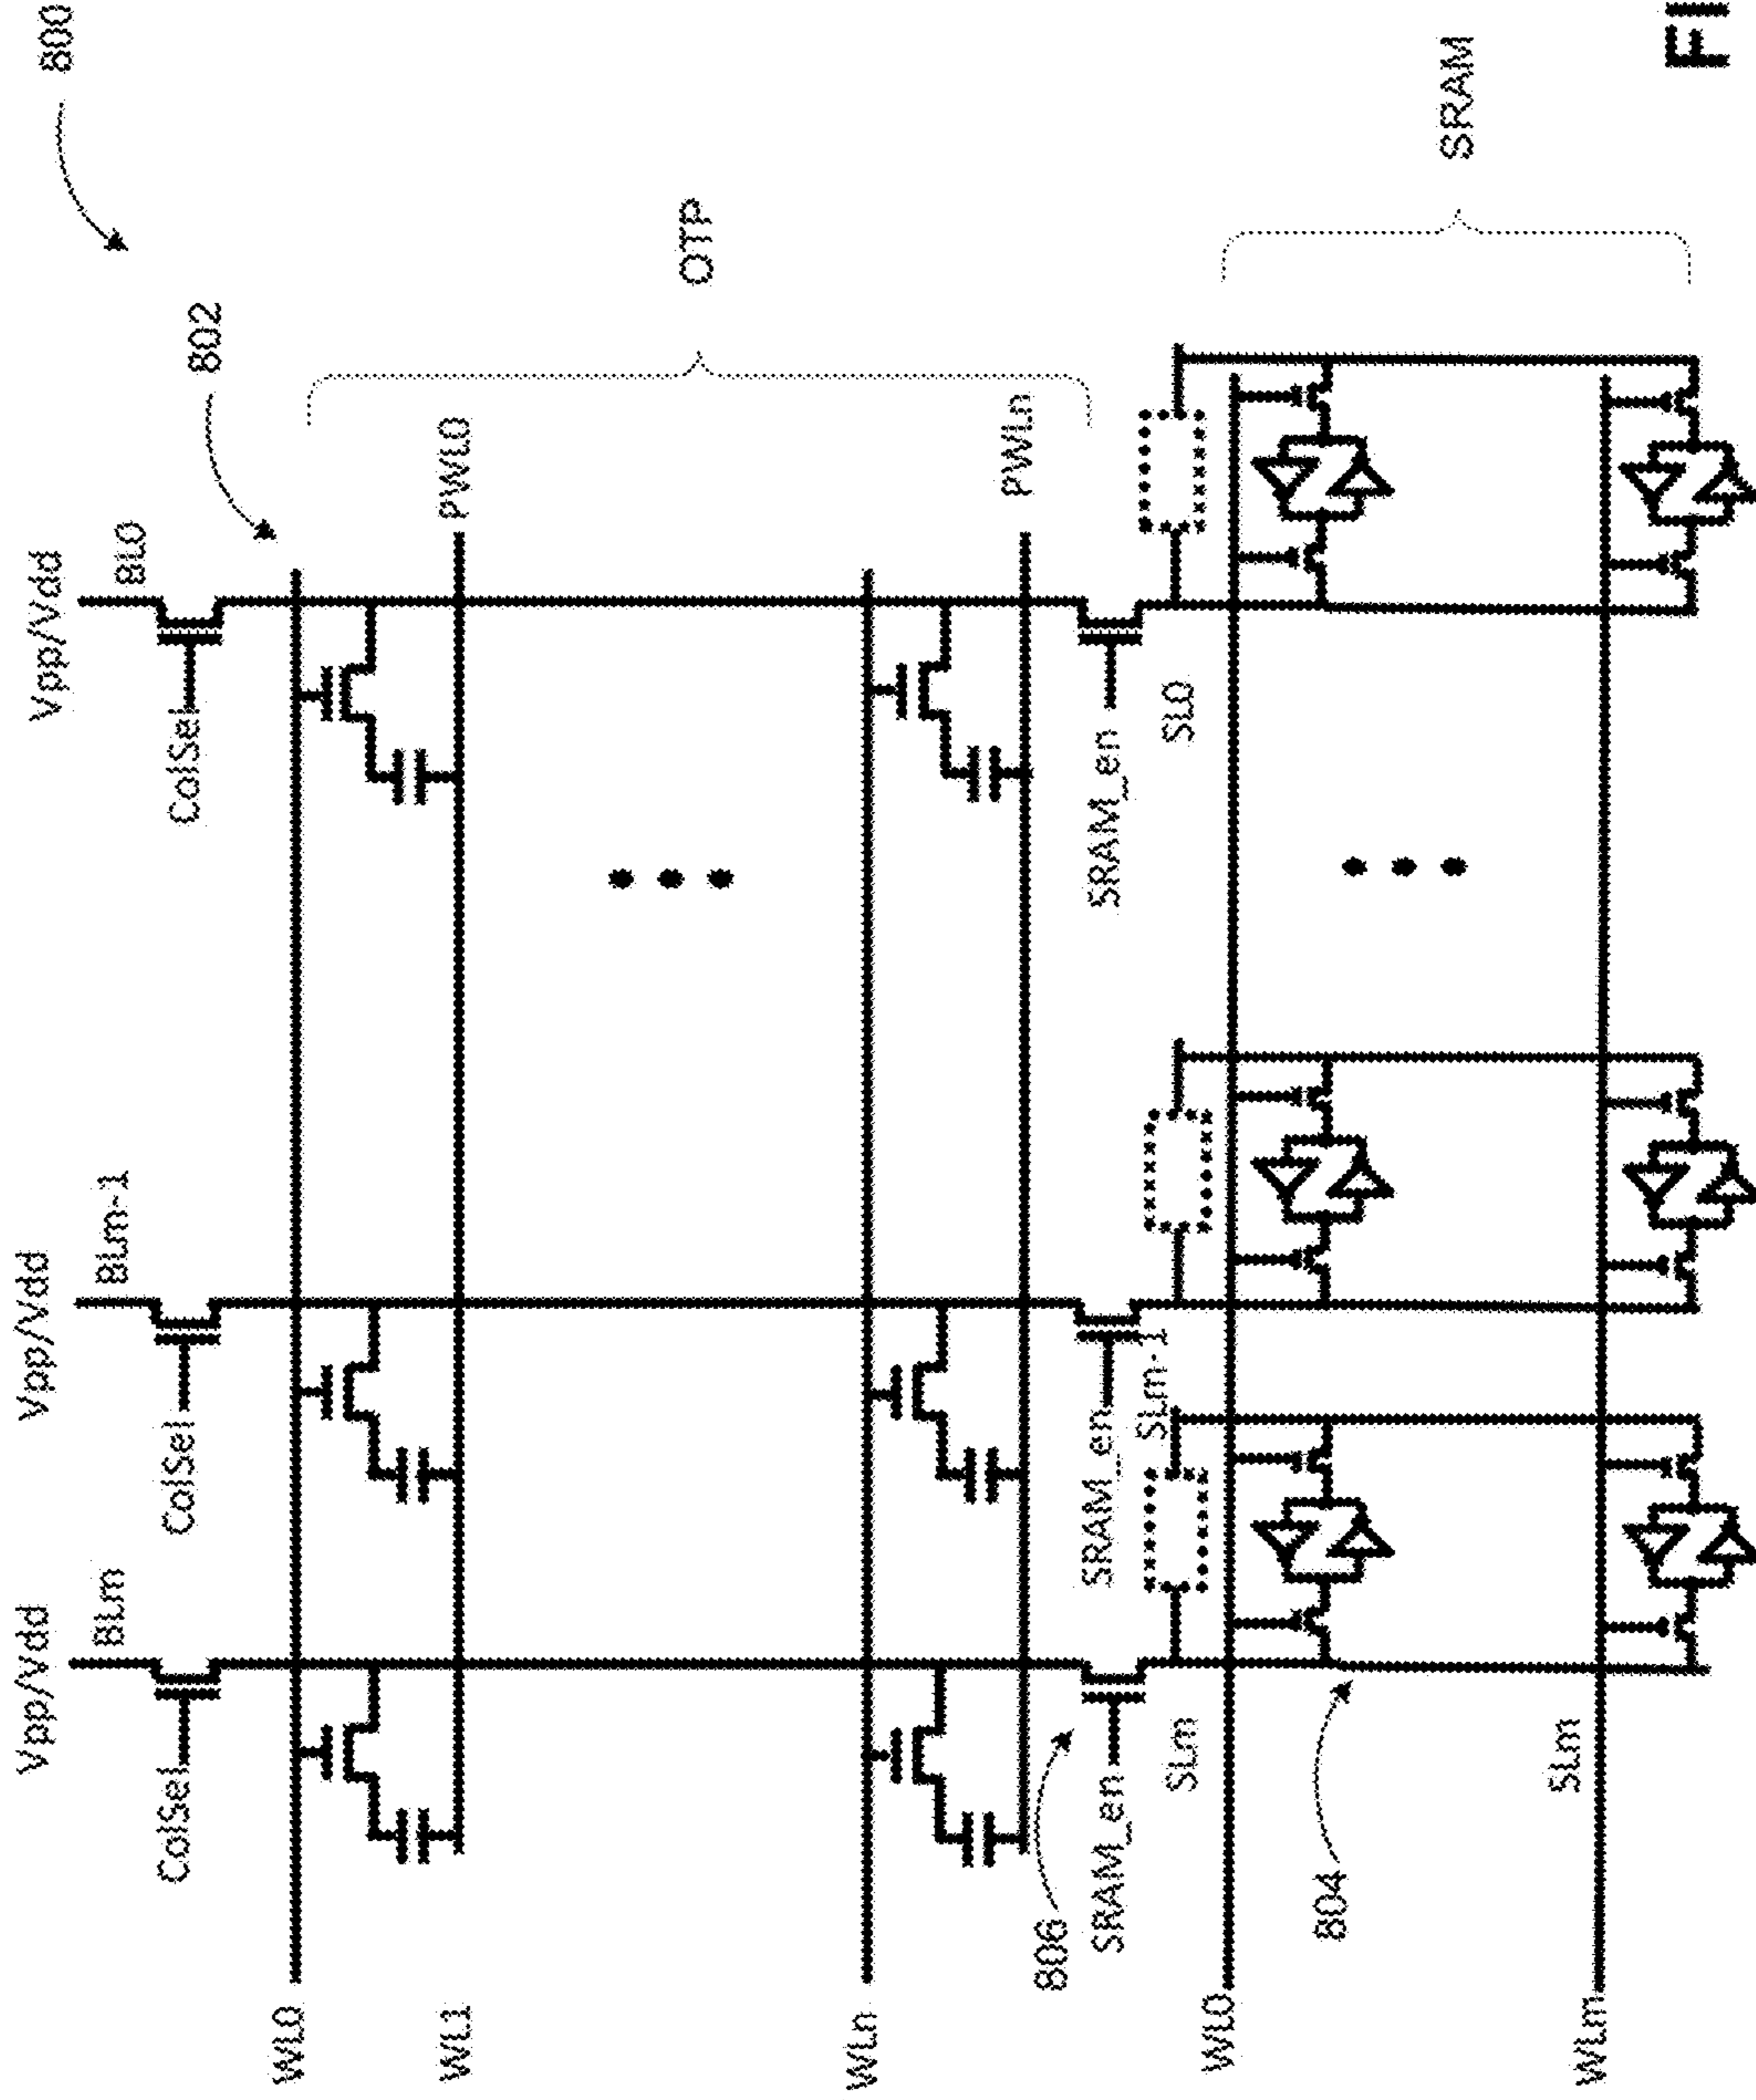 800
802
Vpp/Vdd
Vpp/Vdd
Vpp/Vdd
BLm
BLm-1
BL0
ColSel
ColSel
ColSel
WL0
WL1
PWL0
OTP
WLn
PWLn
806
SRAM_en
SRAM_en
SRAM_en
SLm
SLm-1
SL0
WL0
804
SRAM
SLm
WLm
FI